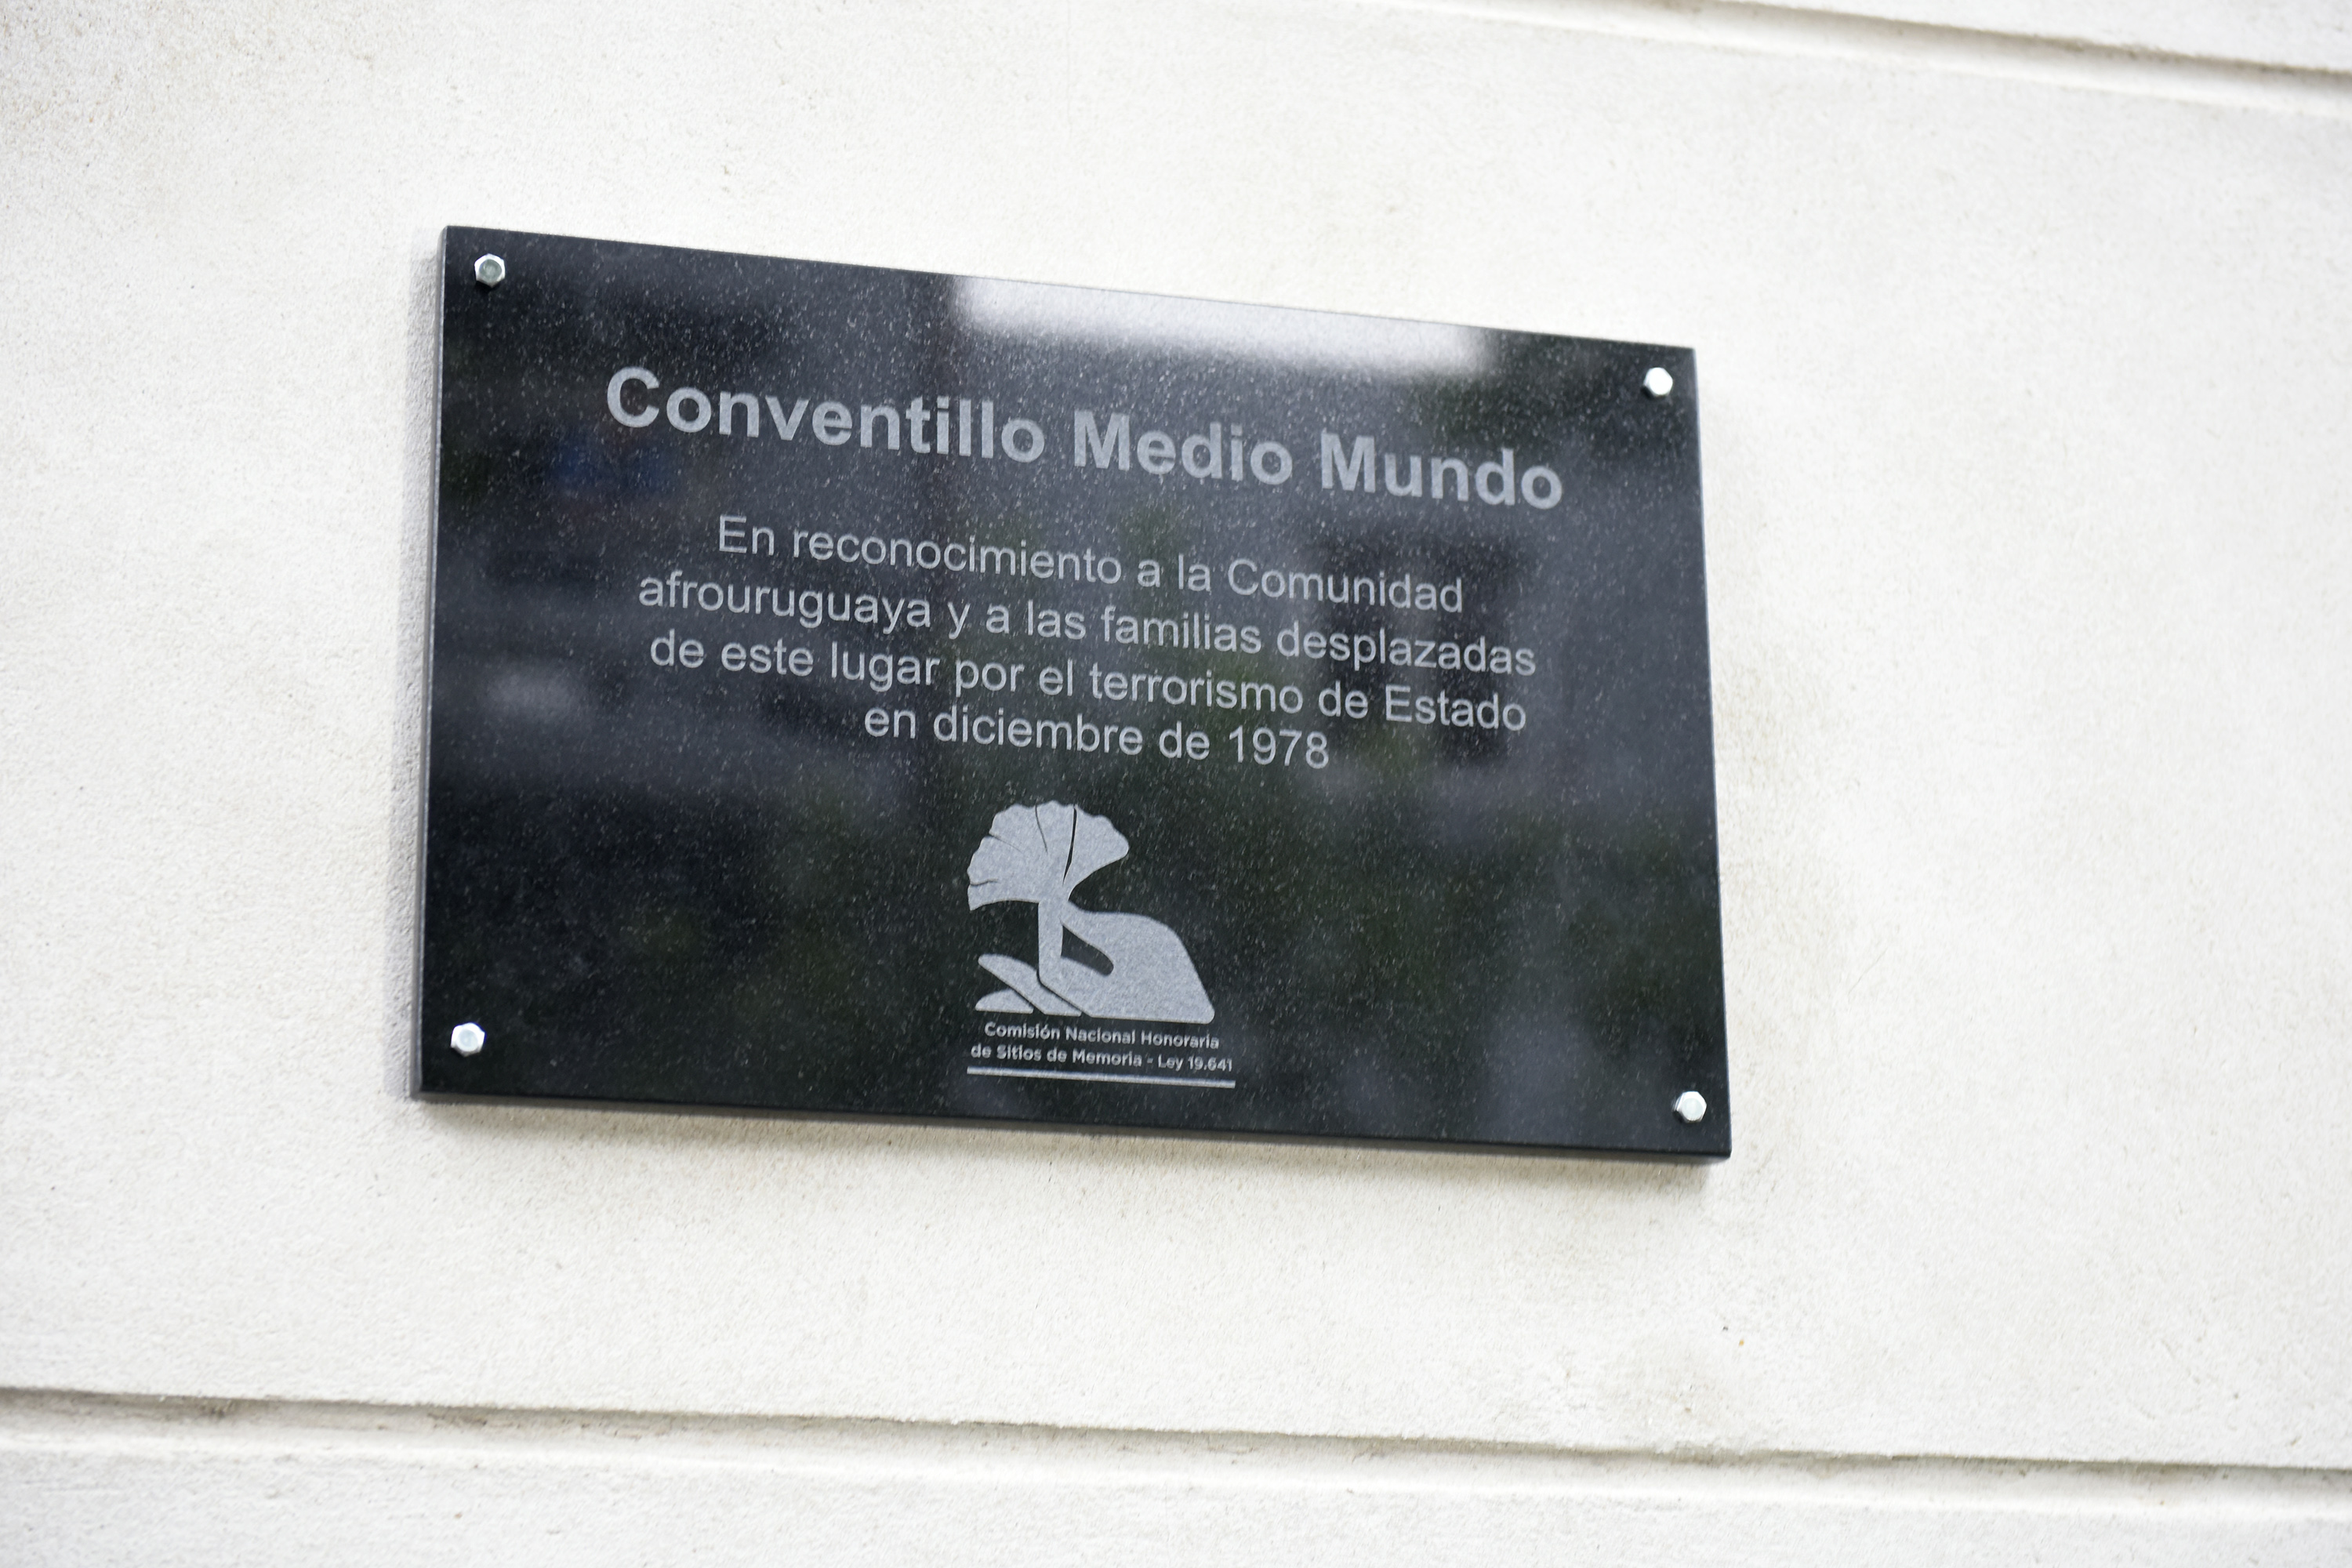 Conventillo Medio Mundo
En reconocimiento a la Comunidad
afrouruguaya y a las familias desplazadas
de este lugar por el terrorismo de Estado
en diciembre de 1978
Comisión Nacional Honoraria
de Sitios de Memoria - Ley 19.641